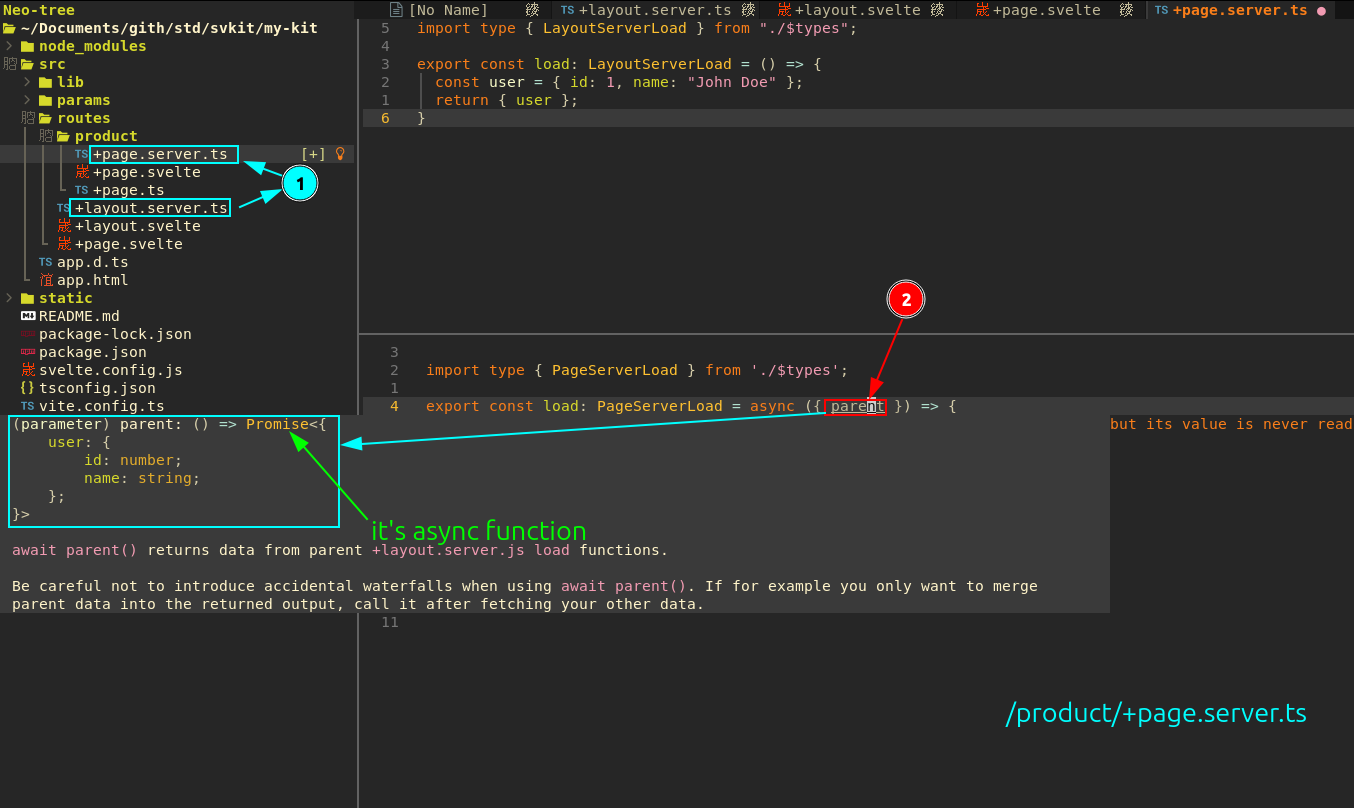 Neo-tree
[No Name]
TS +layout.server.ts
+layout.svelte
+page.svelte
TS +page.server.ts ●
~/Documents/gith/std/svkit/my-kit
node_modules
src
lib
params
routes
product
TS +page.server.ts [+]
+page.svelte
TS +page.ts
TS +layout.server.ts
+layout.svelte
+page.svelte
TS app.d.ts
app.html
static
README.md
package-lock.json
package.json
svelte.config.js
{} tsconfig.json
TS vite.config.ts
1
5 import type { LayoutServerLoad } from "./$types";
4
3 export const load: LayoutServerLoad = () => {
2 const user = { id: 1, name: "John Doe" };
1 return { user };
6 }
2
3
2 import type { PageServerLoad } from './$types';
1
4 export const load: PageServerLoad = async ({ parent }) => {
but its value is never read
(parameter) parent: () => Promise<{
user: {
id: number;
name: string;
};
}>
it's async function
await parent() returns data from parent +layout.server.js load functions.
Be careful not to introduce accidental waterfalls when using await parent(). If for example you only want to merge
parent data into the returned output, call it after fetching your other data.
11
/product/+page.server.ts